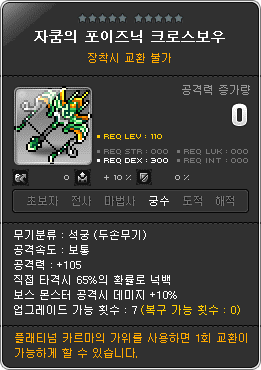 자쿰의 포이즈닉 크로스보우
장착시 교환 불가
공격력 증가량
0
REQ LEV : 110
REQ STR : 000 REQ LUK : 000
REQ DEX : 300 REQ INT : 000
0 + 10 % 0 %
초보자 전사 마법사 궁수 도적 해적
무기분류 : 석궁 (두손무기)
공격속도 : 보통
공격력 : +105
직접 타격시 65%의 확률로 넉백
보스 몬스터 공격시 데미지 +10%
업그레이드 가능 횟수 : 7 (복구 가능 횟수 : 0)
플래티넘 카르마의 가위를 사용하면 1회 교환이
가능하게 할 수 있습니다.